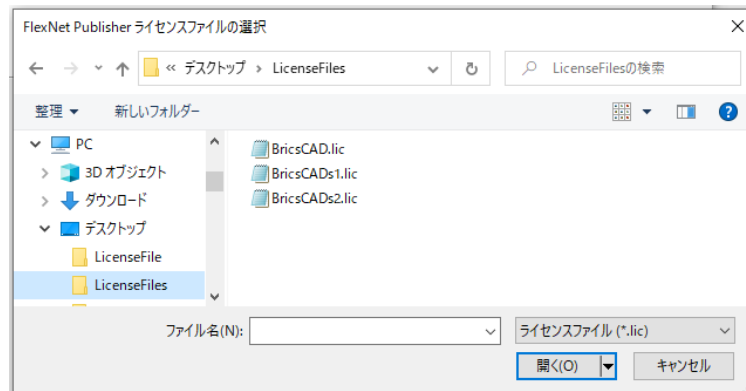 FlexNet Publisher ライセンスファイルの選択
« デスクトップ › LicenseFiles
LicenseFilesの検索
整理
新しいフォルダー
PC
3D オブジェクト
ダウンロード
デスクトップ
LicenseFile
LicenseFiles
BricsCAD.lic
BricsCADs1.lic
BricsCADs2.lic
ファイル名(N):
ライセンスファイル (*.lic)
開く(O)
キャンセル